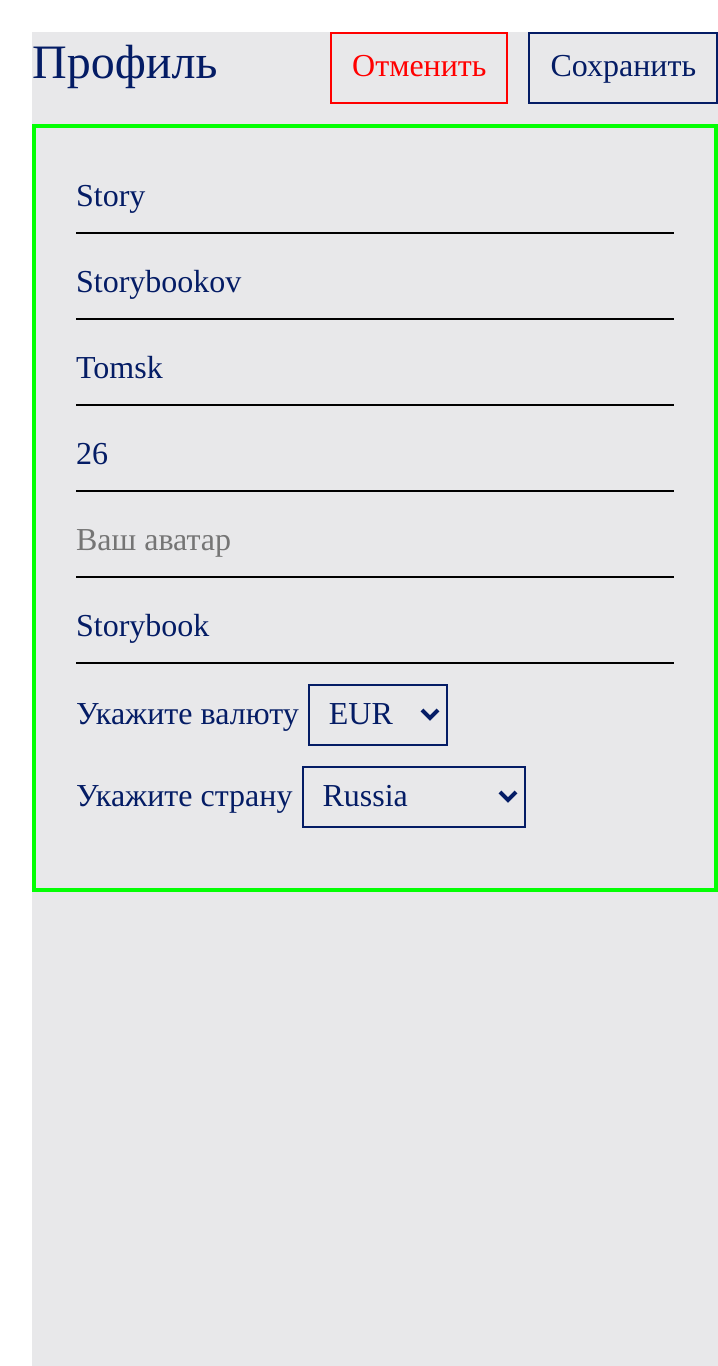 Профиль Отменить Сохранить
Story
Storybookov
Tomsk
26
Ваш аватар
Storybook
Укажите валюту EUR
Укажите страну Russia